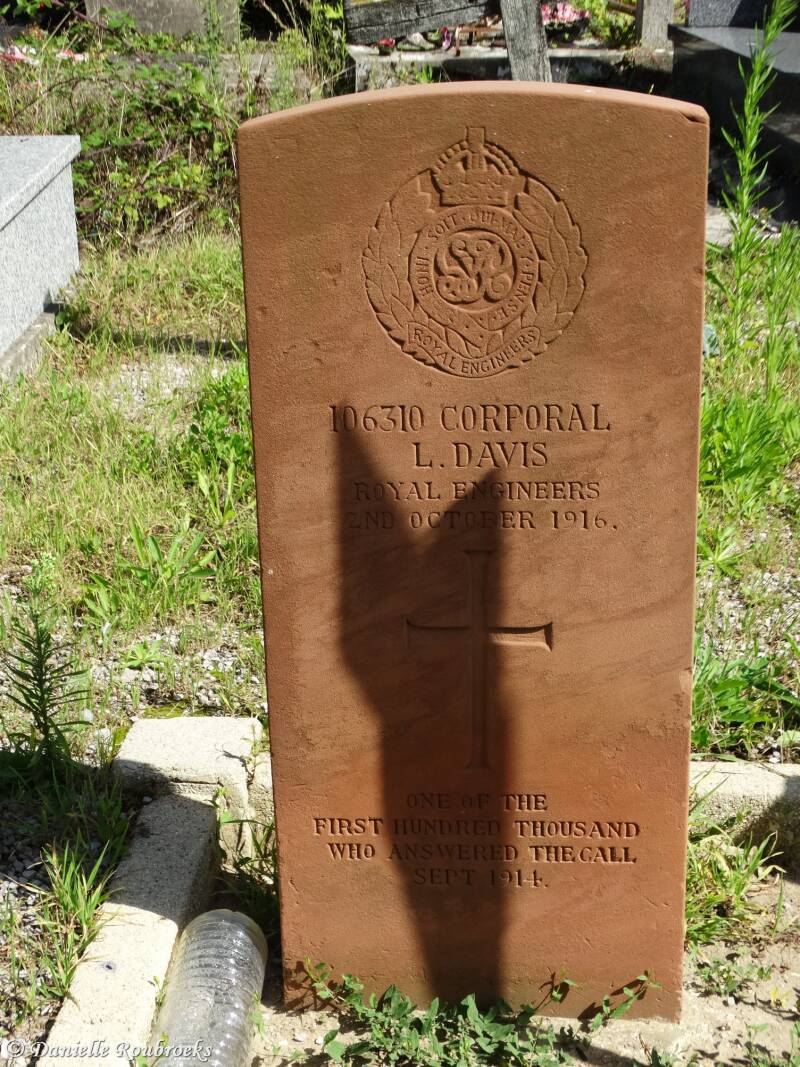 HONI · SOIT · QUI · MAL · Y · PENSE
ROYAL ENGINEERS
106310 CORPORAL
L. DAVIS
ROYAL ENGINEERS
2ND OCTOBER 1916.
ONE OF THE
FIRST HUNDRED THOUSAND
WHO ANSWERED THE CALL
SEPT 1914.
© Danielle Roubroeks